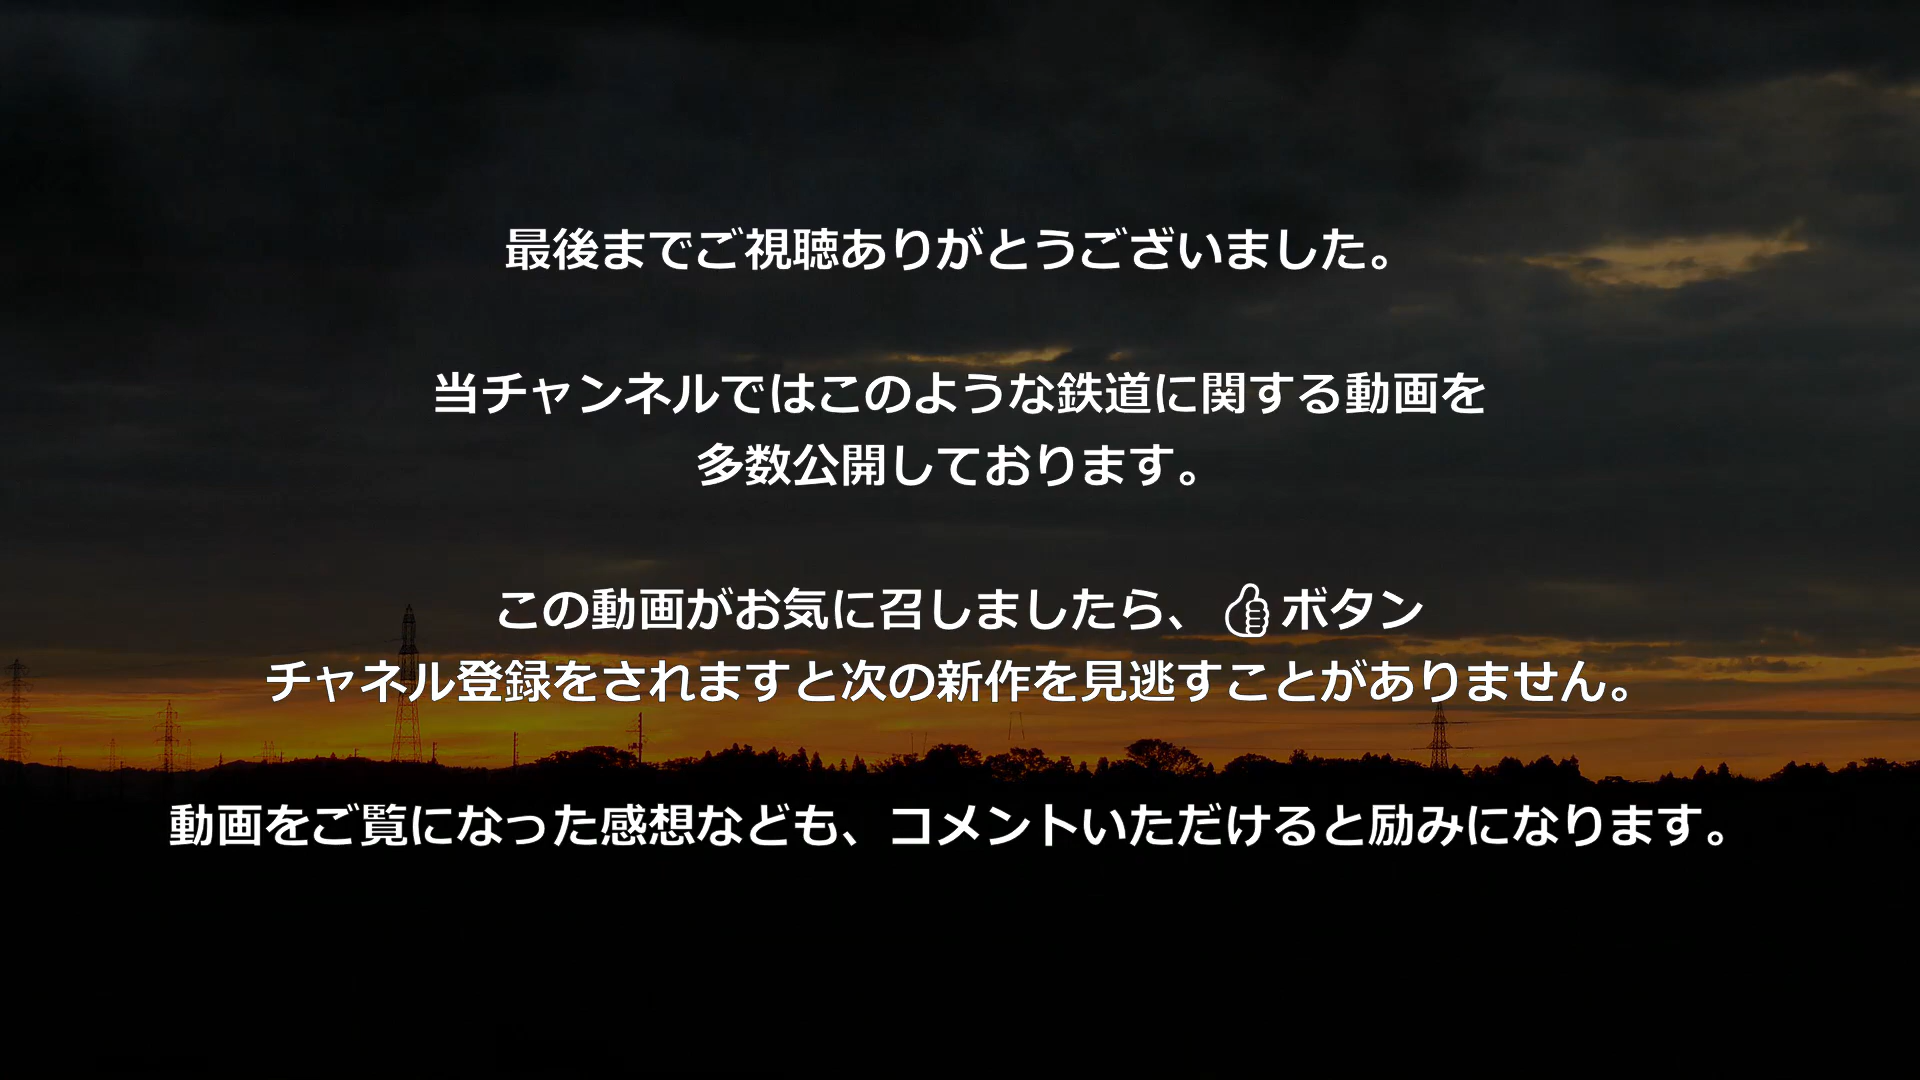 最後までご視聴ありがとうございました。
当チャンネルではこのような鉄道に関する動画を
多数公開しております。
この動画がお気に召しましたら、👍ボタン
チャネル登録をされますと次の新作を見逃すことがありません。
動画をご覧になった感想なども、コメントいただけると励みになります。